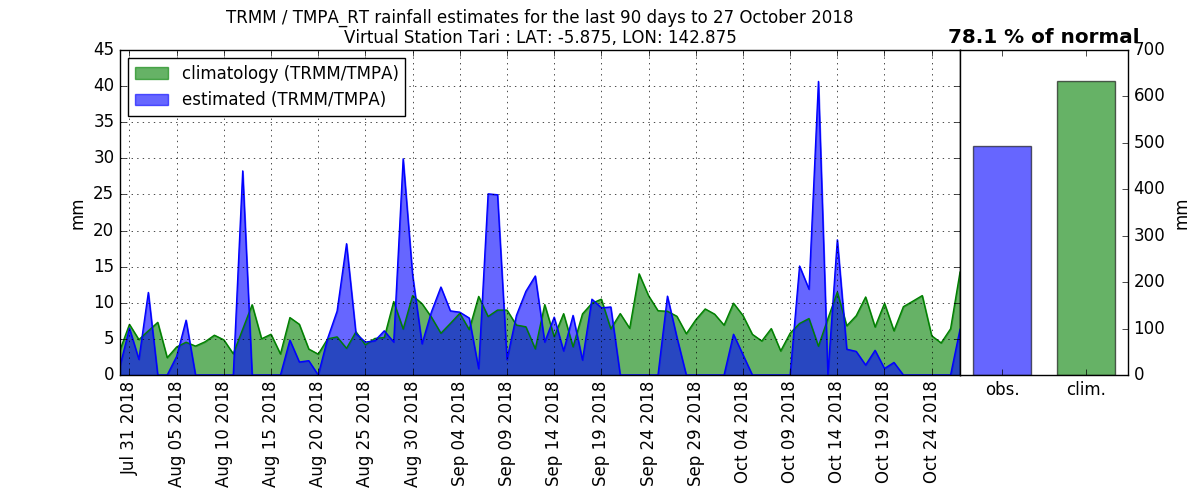 TRMM / TMPA_RT rainfall estimates for the last 90 days to 27 October 2018
Virtual Station Tari : LAT: -5.875, LON: 142.875
78.1 % of normal
climatology (TRMM/TMPA)
estimated (TRMM/TMPA)
45
40
35
30
25
20
15
10
5
0
mm
Jul 31 2018
Aug 05 2018
Aug 10 2018
Aug 15 2018
Aug 20 2018
Aug 25 2018
Aug 30 2018
Sep 04 2018
Sep 09 2018
Sep 14 2018
Sep 19 2018
Sep 24 2018
Sep 29 2018
Oct 04 2018
Oct 09 2018
Oct 14 2018
Oct 19 2018
Oct 24 2018
obs.
clim.
700
600
500
400
300
200
100
0
mm